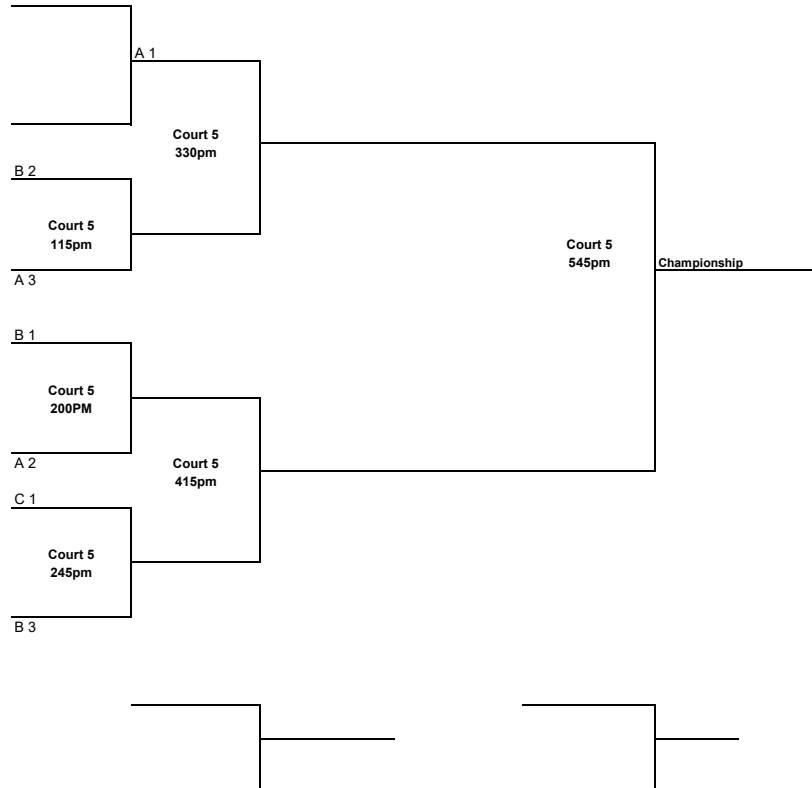 A 1
Court 5
330pm
B 2
Court 5
115pm
A 3
Court 5
545pm
Championship
B 1
Court 5
200PM
A 2
Court 5
415pm
C 1
Court 5
245pm
B 3